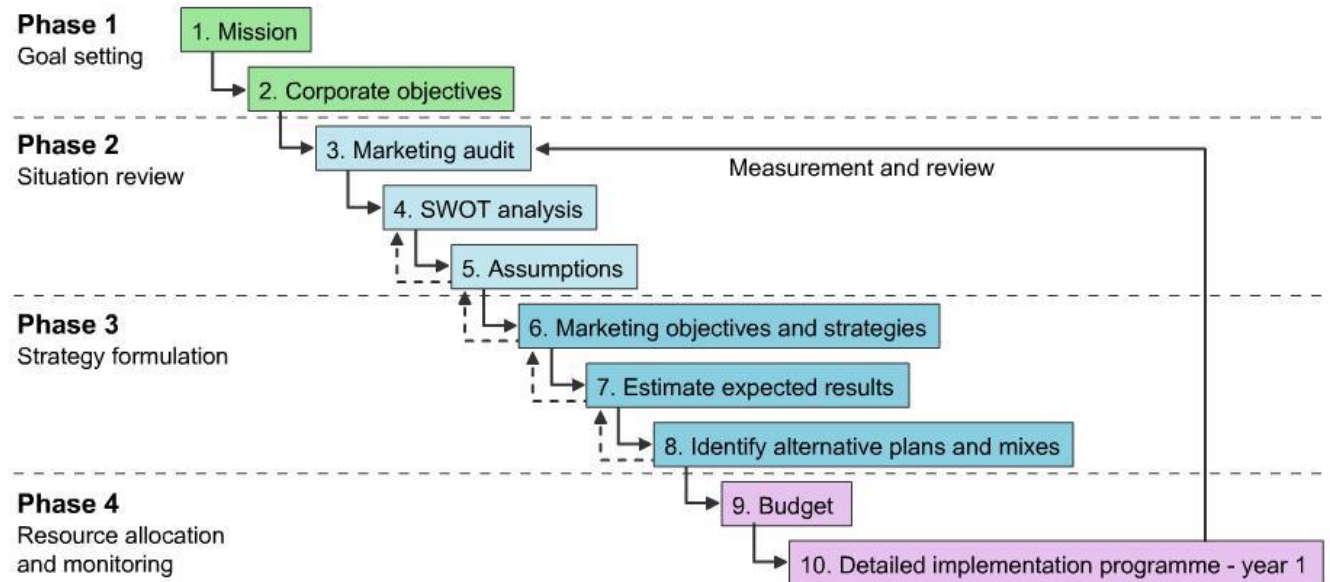 Phase 1
Goal setting
1. Mission
2. Corporate objectives
Phase 2
Situation review
3. Marketing audit
Measurement and review
4. SWOT analysis
5. Assumptions
Phase 3
Strategy formulation
6. Marketing objectives and strategies
7. Estimate expected results
8. Identify alternative plans and mixes
Phase 4
Resource allocation
and monitoring
9. Budget
10. Detailed implementation programme - year 1